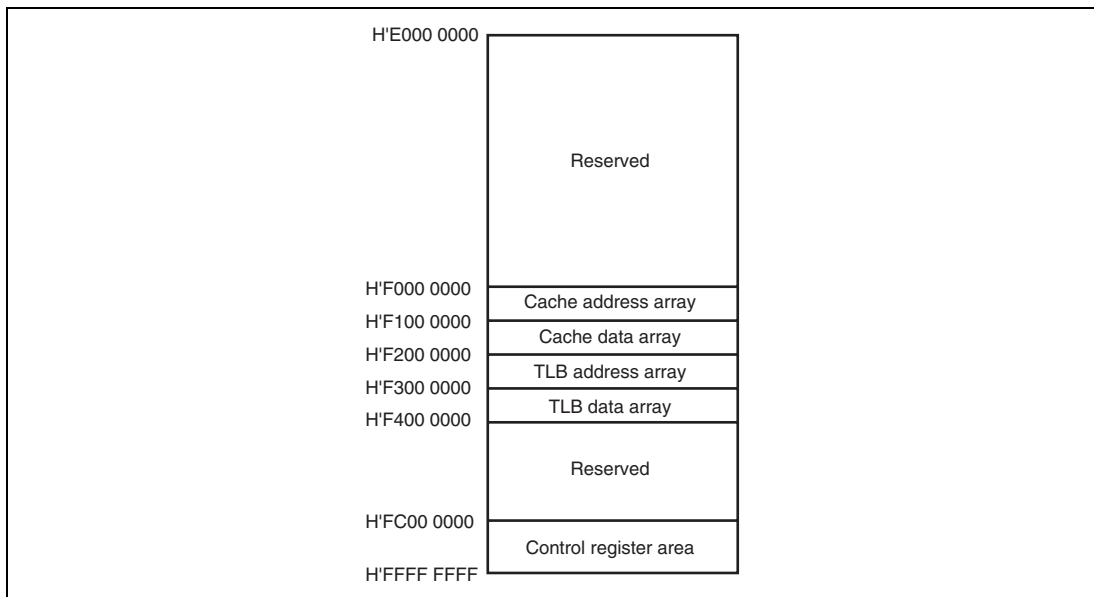 H'E000 0000
Reserved
H'F000 0000
Cache address array
H'F100 0000
Cache data array
H'F200 0000
TLB address array
H'F300 0000
TLB data array
H'F400 0000
Reserved
H'FC00 0000
Control register area
H'FFFF FFFF